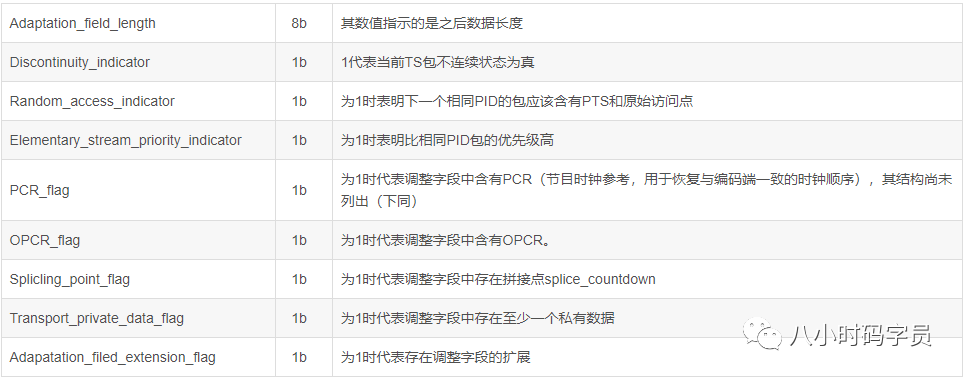 Adaptation_field_length 8b 其数值指示的是之后数据长度
Discontinuity_indicator 1b 1代表当前TS包不连续状态为真
Random_access_indicator 1b 为1时表明下一个相同PID的包应该含有PTS和原始访问点
Elementary_stream_priority_indicator 1b 为1时表明比相同PID包的优先级高
PCR_flag 1b 为1时代表调整字段中含有PCR（节目时钟参考，用于恢复与编码端一致的时钟顺序），其结构尚未
列出（下同）
OPCR_flag 1b 为1时代表调整字段中含有OPCR。
Splicling_point_flag 1b 为1时代表调整字段中存在拼接点splice_countdown
Transport_private_data_flag 1b 为1时代表调整字段中存在至少一个私有数据
Adapatation_filed_extension_flag 1b 为1时代表存在调整字段的扩展
八小时码字员